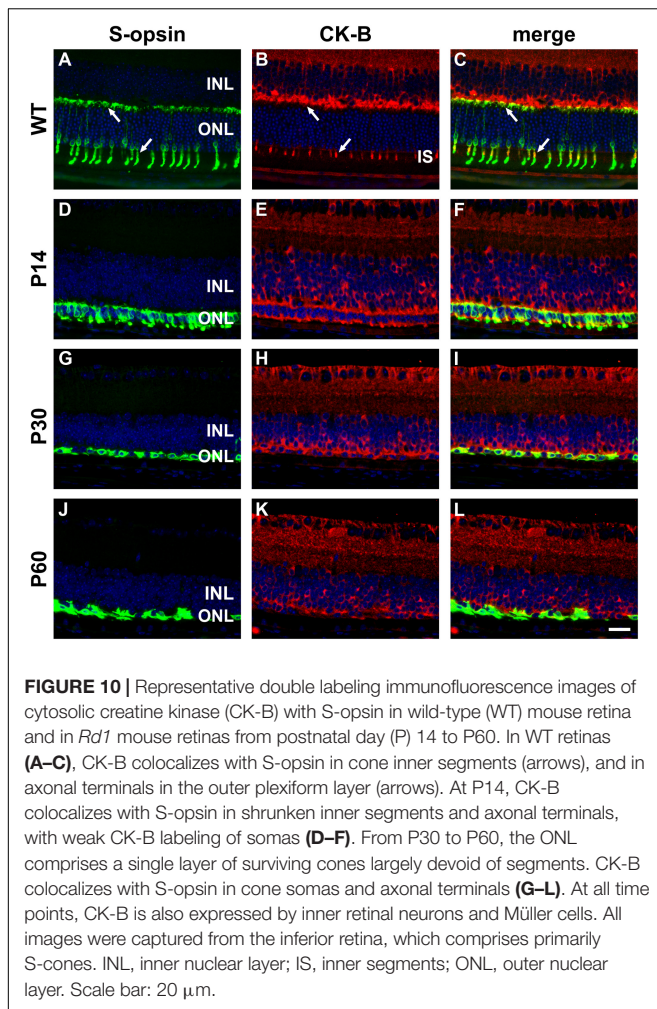 S-opsin CK-B merge
A B C
INL
WT
ONL
IS
D E F
P14
INL
ONL
G H I
P30
INL
ONL
J K L
P60
INL
ONL
FIGURE 10 | Representative double labeling immunofluorescence images of
cytosolic creatine kinase (CK-B) with S-opsin in wild-type (WT) mouse retina
and in Rd1 mouse retinas from postnatal day (P) 14 to P60. In WT retinas
(A–C), CK-B colocalizes with S-opsin in cone inner segments (arrows), and in
axonal terminals in the outer plexiform layer (arrows). At P14, CK-B
colocalizes with S-opsin in shrunken inner segments and axonal terminals,
with weak CK-B labeling of somas (D–F). From P30 to P60, the ONL
comprises a single layer of surviving cones largely devoid of segments. CK-B
colocalizes with S-opsin in cone somas and axonal terminals (G–L). At all time
points, CK-B is also expressed by inner retinal neurons and Müller cells. All
images were captured from the inferior retina, which comprises primarily
S-cones. INL, inner nuclear layer; IS, inner segments; ONL, outer nuclear
layer. Scale bar: 20 μm.